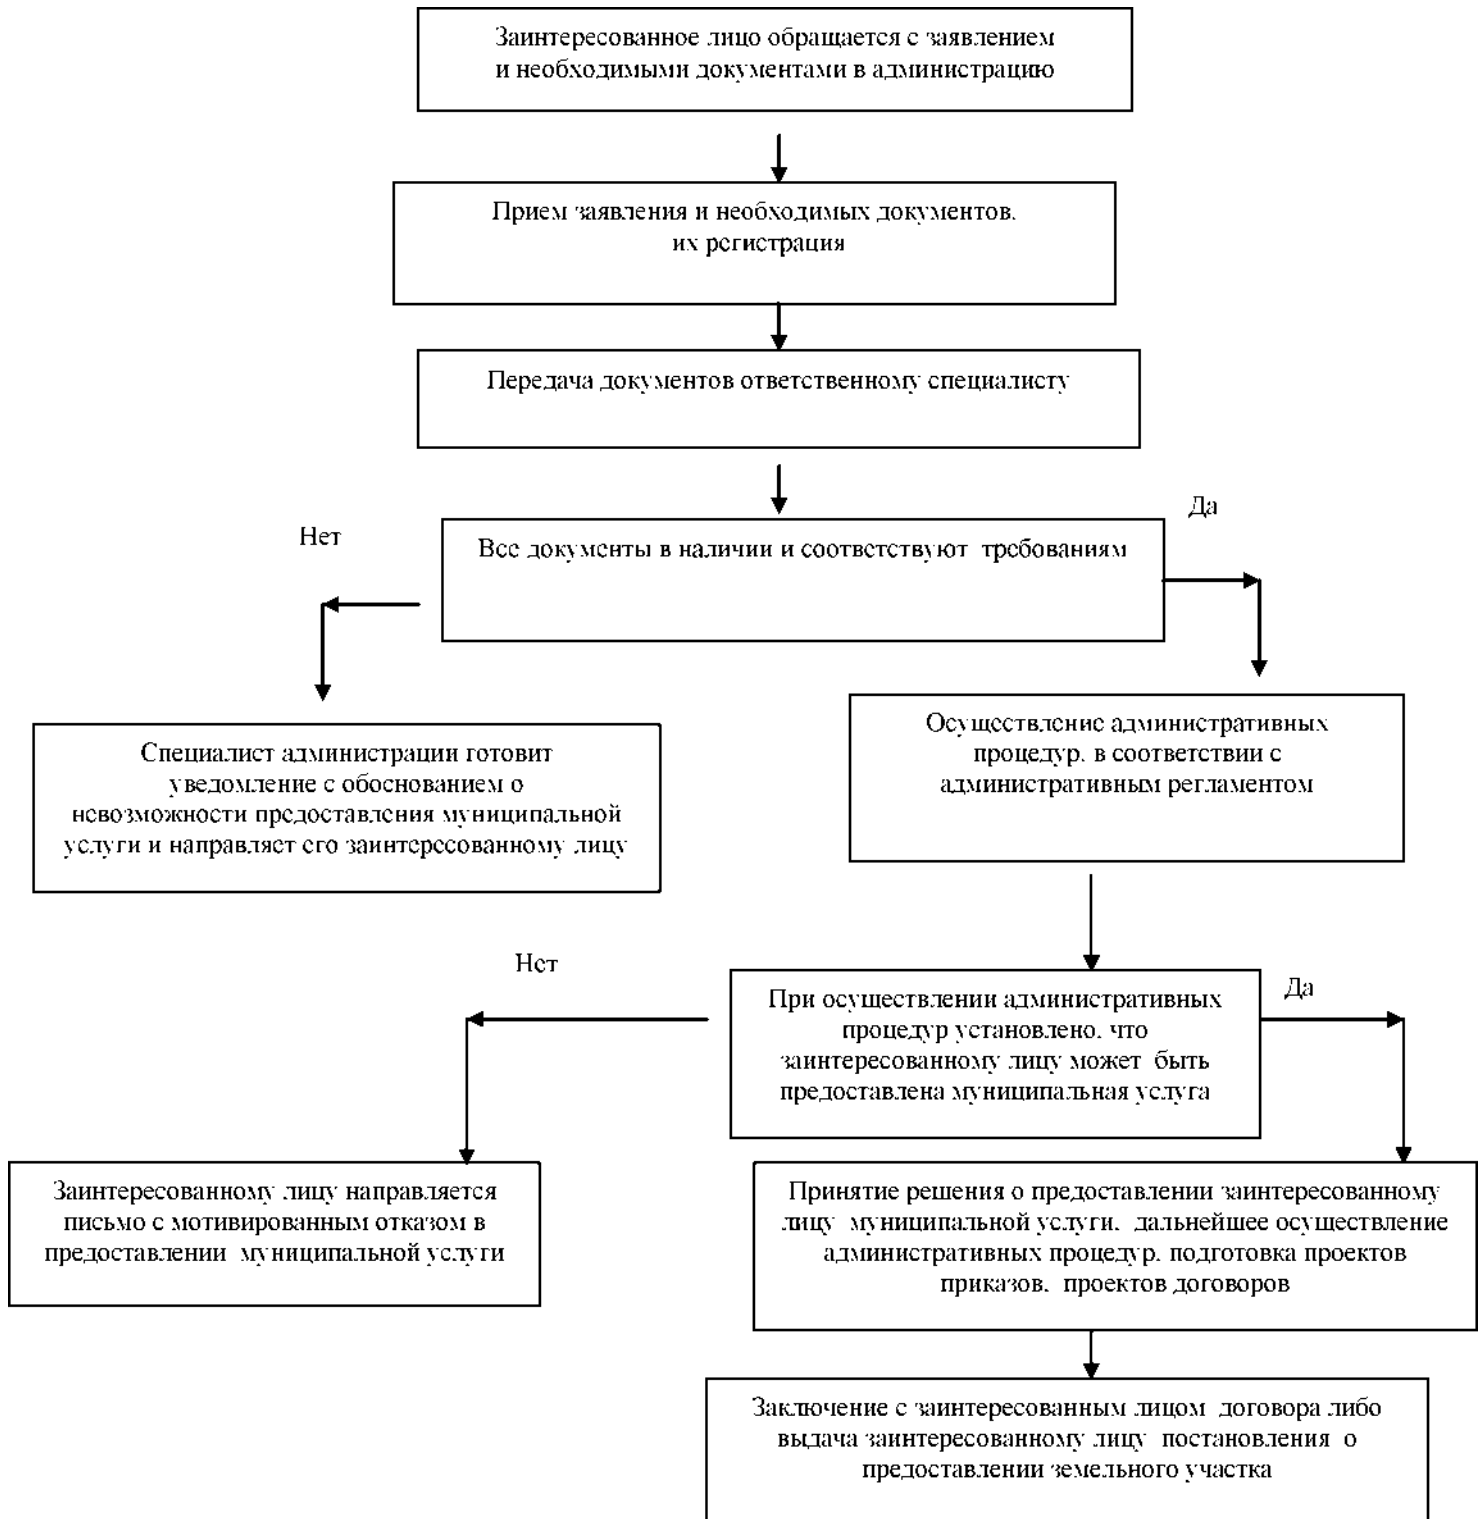 Заинтересованное лицо обращается с заявлением
и необходимыми документами в администрацию
Прием заявления и необходимых документов,
их регистрация
Передача документов ответственному специалисту
Да
Нет
Все документы в наличии и соответствуют требованиям
Осуществление административных
процедур, в соответствии с
административным регламентом
Специалист администрации готовит
уведомление с обоснованием о
невозможности предоставления муниципальной
услуги и направляет его заинтересованному лицу
Нет
Да
При осуществлении административных
процедур установлено, что
заинтересованному лицу может быть
предоставлена муниципальная услуга
Заинтересованному лицу направляется
письмо с мотивированным отказом в
предоставлении муниципальной услуги
Принятие решения о предоставлении заинтересованному
лицу муниципальной услуги, дальнейшее осуществление
административных процедур, подготовка проектов
приказов, проектов договоров
Заключение с заинтересованным лицом договора либо
выдача заинтересованному лицу постановления о
предоставлении земельного участка